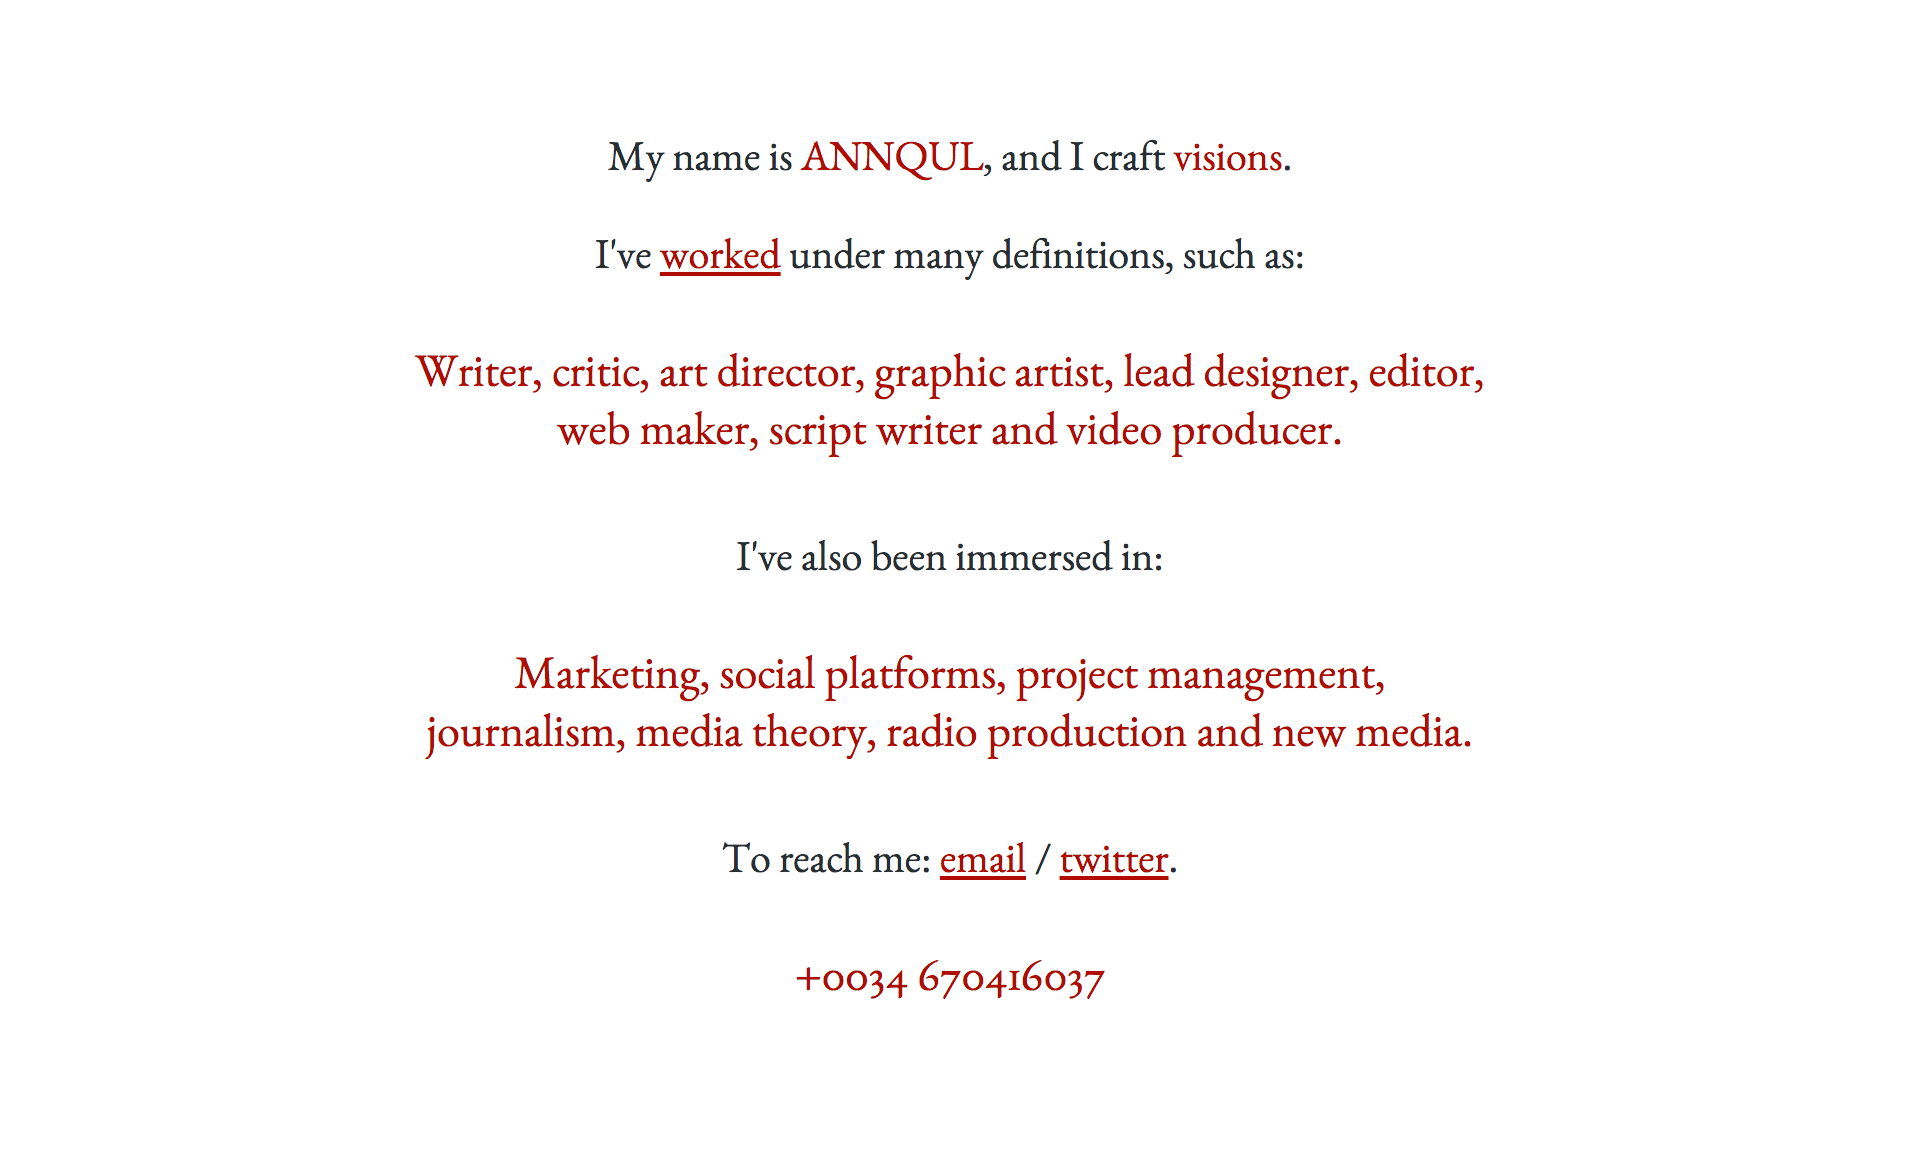 My name is ANNQUL, and I craft visions.
I've worked under many definitions, such as:
Writer, critic, art director, graphic artist, lead designer, editor,
web maker, script writer and video producer.
I've also been immersed in:
Marketing, social platforms, project management,
journalism, media theory, radio production and new media.
To reach me: email / twitter.
+0034 670416037